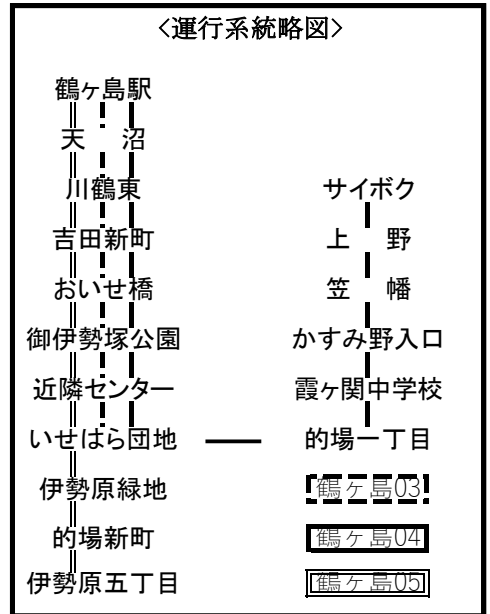 <運行系統略図>
鶴ヶ島駅
天　沼
川鶴東
吉田新町
おいせ橋
御伊勢塚公園
近隣センター
いせはら団地
伊勢原緑地
的場新町
伊勢原五丁目
サイボク
上　野
笠　幡
かすみ野入口
霞ヶ関中学校
的場一丁目
鶴ヶ島03
鶴ヶ島04
鶴ヶ島05